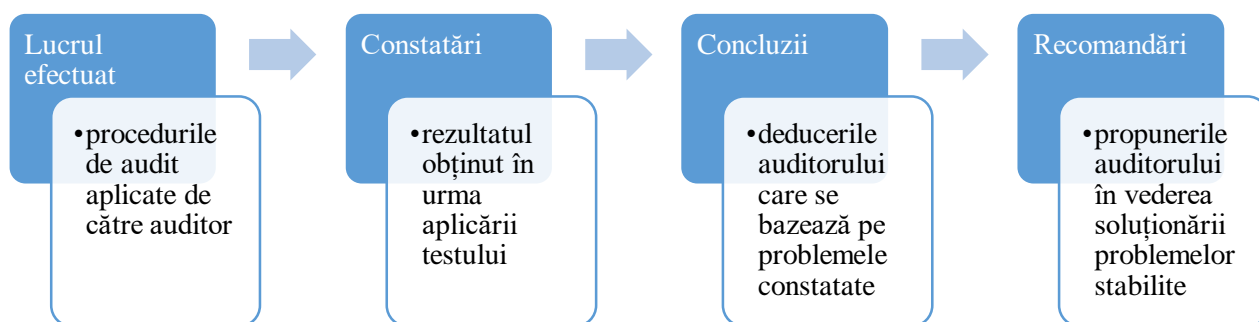 Lucrul
efectuat
•procedurile
de audit
aplicate de
către auditor
Constatări
•rezultatul
obținut în
urma
aplicării
testului
Concluzii
•deducerile
auditorului
care se
bazează pe
problemele
constatate
Recomandări
•propunerile
auditorului
în vederea
soluționării
problemelor
stabilite